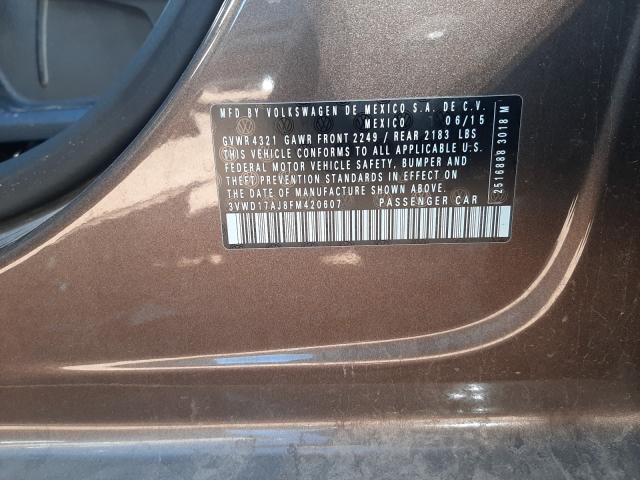 MFD BY VOLKSWAGEN DE MEXICO S.A. DE C.V.
MEXICO 06/15
GVWR 4321 GAWR FRONT 2249 / REAR 2183 LBS
THIS VEHICLE CONFORMS TO ALL APPLICABLE U.S.
FEDERAL MOTOR VEHICLE SAFETY, BUMPER AND
THEFT PREVENTION STANDARDS IN EFFECT ON
THE DATE OF MANUFACTURE SHOWN ABOVE.
3VWD17AJ8FM420607 PASSENGER CAR
2516888 3018 M